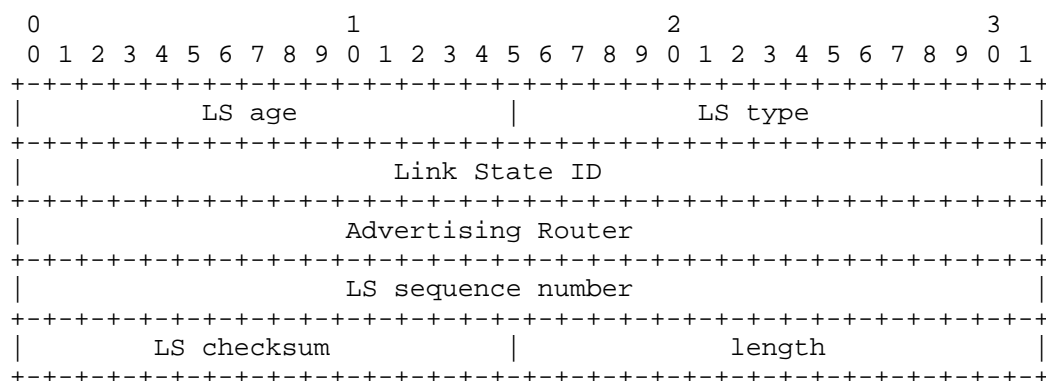 0                   1                   2                   3
 0 1 2 3 4 5 6 7 8 9 0 1 2 3 4 5 6 7 8 9 0 1 2 3 4 5 6 7 8 9 0 1
+-+-+-+-+-+-+-+-+-+-+-+-+-+-+-+-+-+-+-+-+-+-+-+-+-+-+-+-+-+-+-+-+
|           LS age             |           LS type              |
+-+-+-+-+-+-+-+-+-+-+-+-+-+-+-+-+-+-+-+-+-+-+-+-+-+-+-+-+-+-+-+-+
|                       Link State ID                           |
+-+-+-+-+-+-+-+-+-+-+-+-+-+-+-+-+-+-+-+-+-+-+-+-+-+-+-+-+-+-+-+-+
|                    Advertising Router                         |
+-+-+-+-+-+-+-+-+-+-+-+-+-+-+-+-+-+-+-+-+-+-+-+-+-+-+-+-+-+-+-+-+
|                    LS sequence number                         |
+-+-+-+-+-+-+-+-+-+-+-+-+-+-+-+-+-+-+-+-+-+-+-+-+-+-+-+-+-+-+-+-+
|        LS checksum           |             length             |
+-+-+-+-+-+-+-+-+-+-+-+-+-+-+-+-+-+-+-+-+-+-+-+-+-+-+-+-+-+-+-+-+